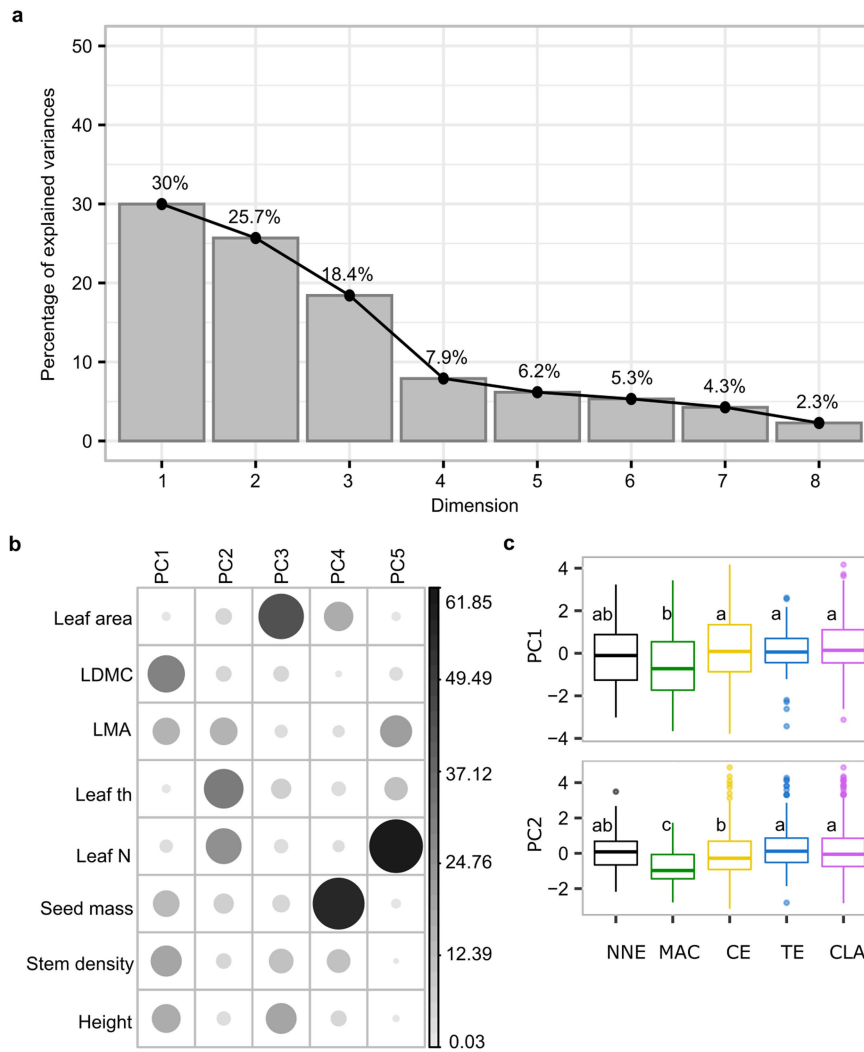 a
Percentage of explained variances
50
40
30
20
10
0
30%
25.7%
18.4%
7.9%
6.2%
5.3%
4.3%
2.3%
1 2 3 4 5 6 7 8
Dimension
b
PC1 PC2 PC3 PC4 PC5
Leaf area
LDMC
LMA
Leaf th
Leaf N
Seed mass
Stem density
Height
61.85
49.49
37.12
24.76
12.39
0.03
c
PC1
4
2
0
−2
−4
ab b a a a
PC2
4
2
0
−2
ab c b a a
NNE MAC CE TE CLA